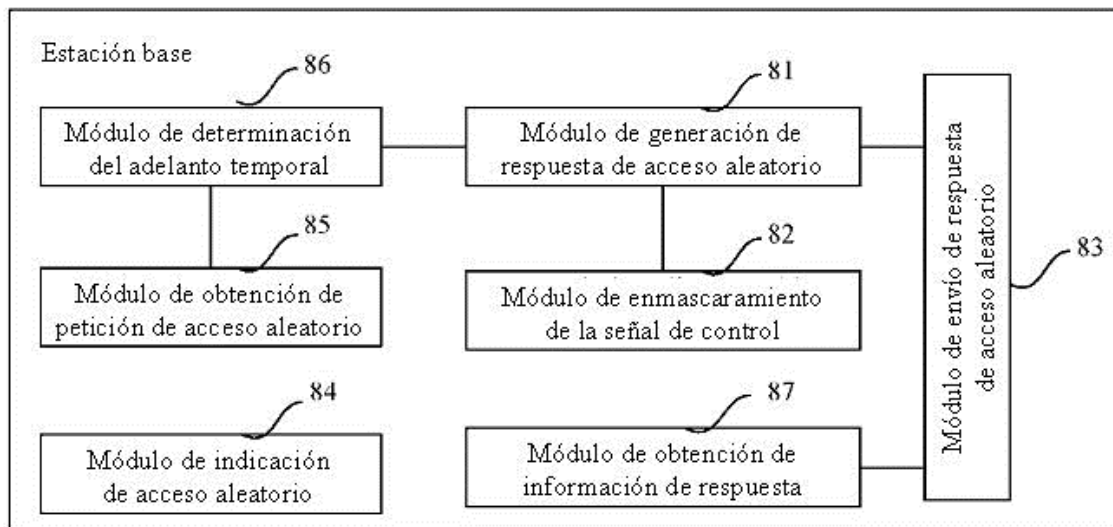 Estación base
86
Módulo de determinación
del adelanto temporal
81
Módulo de generación de
respuesta de acceso aleatorio
85
Módulo de obtención de
petición de acceso aleatorio
82
Módulo de enmascaramiento
de la señal de control
84
Módulo de indicación
de acceso aleatorio
87
Módulo de obtención de
información de respuesta
Módulo de envío de respuesta
de acceso aleatorio
83